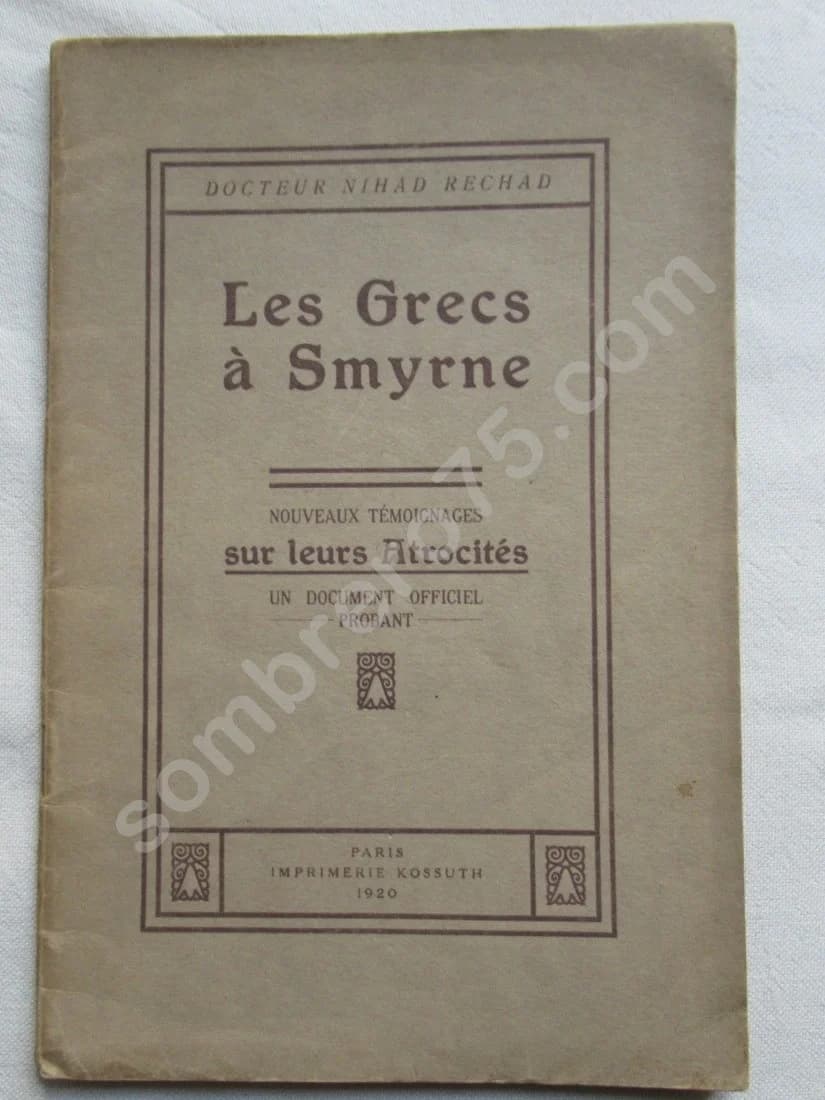 DOCTEUR NIHAD RECHAD
Les Grecs
à Smyrne
NOUVEAUX TÉMOIGNAGES
sur leurs Atrocités
UN DOCUMENT OFFICIEL
PROBANT
PARIS
IMPRIMERIE KOSSUTH
1920
sombrero75.com